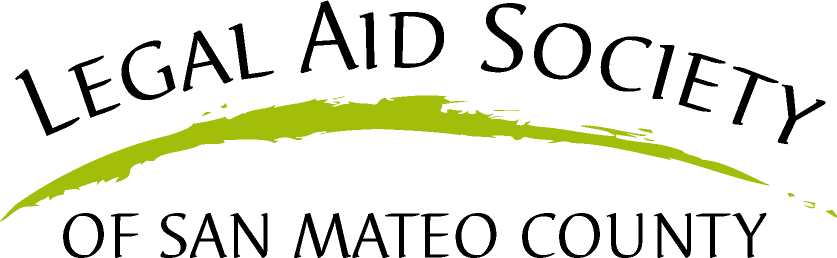 LEGAL AID SOCIETY
OF SAN MATEO COUNTY